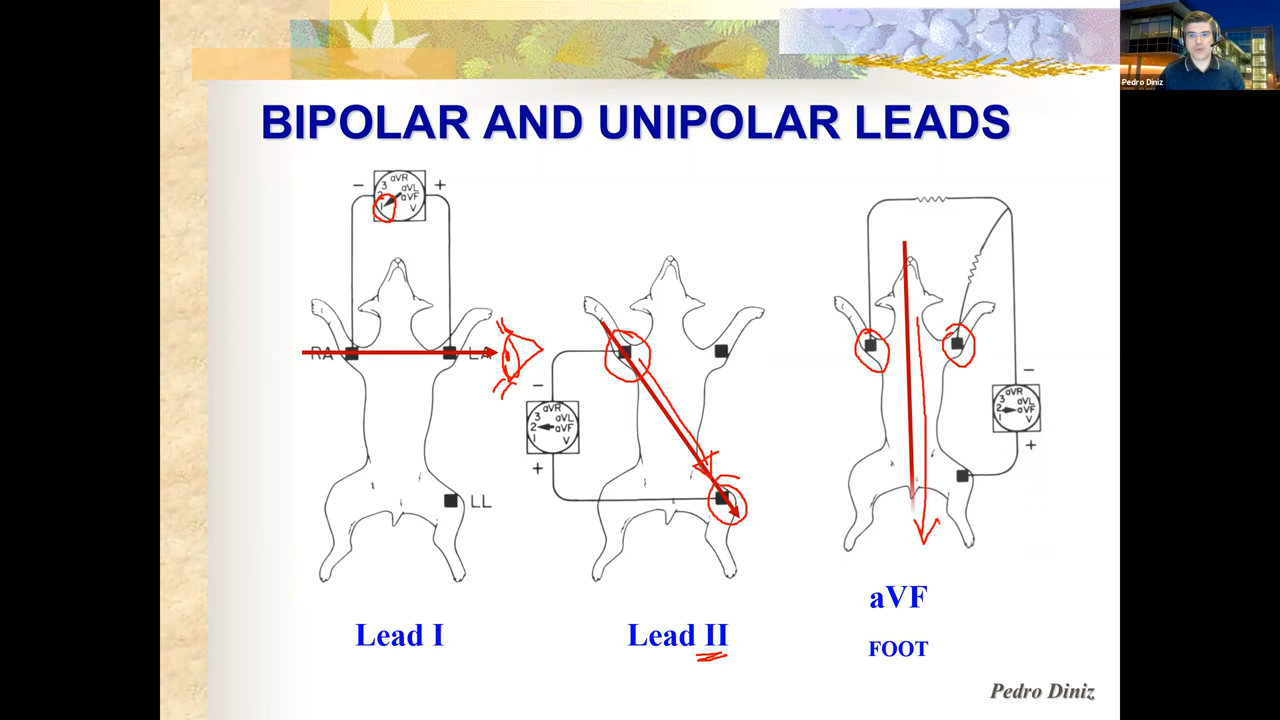 Pedro Diniz
BIPOLAR AND UNIPOLAR LEADS
− aVR +
3 aVL
2 aVF
1 V
RA LA
LL
−
aVR
3 aVL
2 aVF
1 V
+
−
aVR
3 aVL
2 aVF
1 V
+
Lead I
Lead II
aVF
FOOT
Pedro Diniz